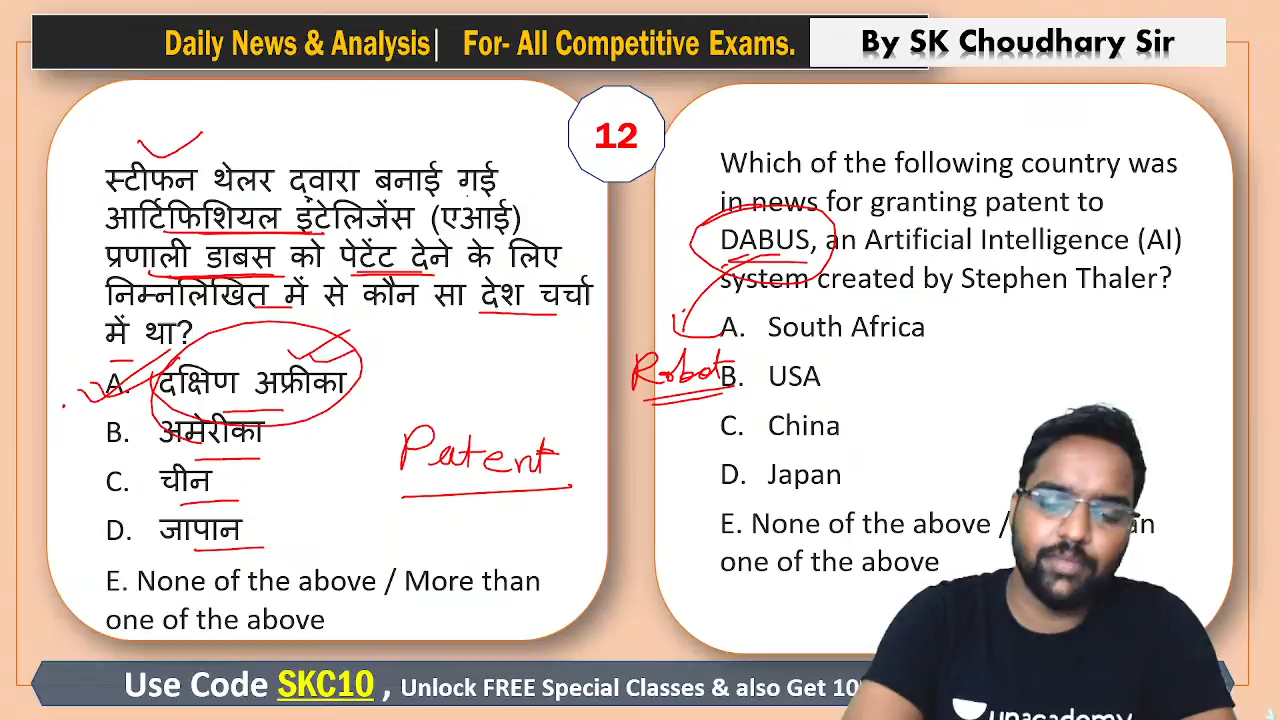 Daily News & Analysis| For- All Competitive Exams.
By SK Choudhary Sir
12
स्टीफन थेलर द्वारा बनाई गई
आर्टिफिशियल इंटेलिजेंस (एआई)
प्रणाली डाबस को पेटेंट देने के लिए
निम्नलिखित में से कौन सा देश चर्चा
में था?
A. दक्षिण अफ्रीका
B. अमेरीका
C. चीन
D. जापान
E. None of the above / More than
one of the above
Patent
Which of the following country was
in news for granting patent to
DABUS, an Artificial Intelligence (AI)
system created by Stephen Thaler?
A. South Africa
Robot
B. USA
C. China
D. Japan
E. None of the above /
one of the above
Use Code SKC10 , Unlock FREE Special Classes & also Get 10
unacademy